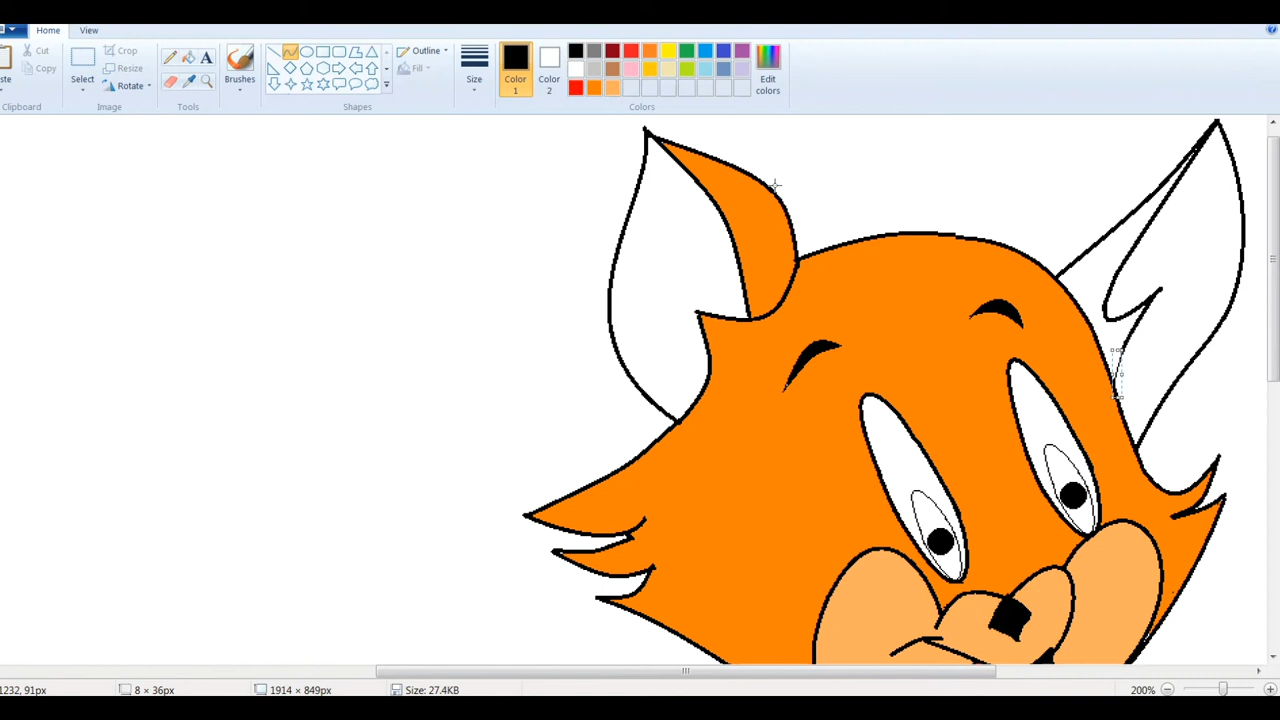 Home View
Cut
Copy
ste
Clipboard
Select
Crop
Resize
Rotate
Image
A
Tools
Brushes
Outline
Fill
Shapes
Size
Color
1
Color
2
Edit
colors
Colors
1232, 91px
8 × 36px
1914 × 849px
Size: 27.4KB
200%